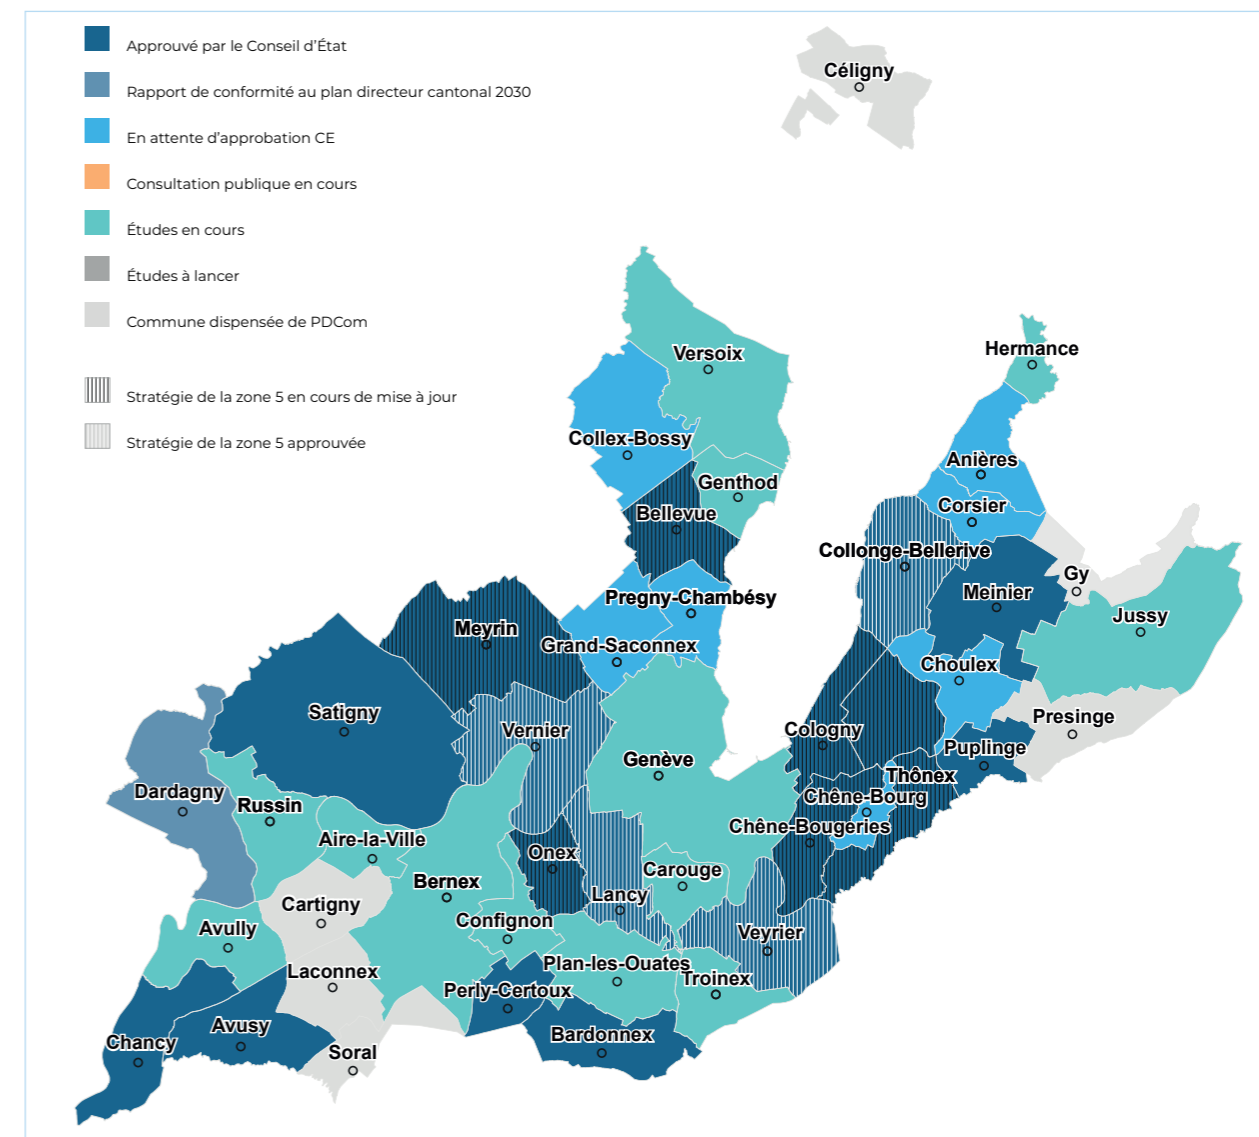 Approuvé par le Conseil d'État
Rapport de conformité au plan directeur cantonal 2030
En attente d'approbation CE
Consultation publique en cours
Études en cours
Études à lancer
Commune dispensée de PDCom
Stratégie de la zone 5 en cours de mise à jour
Stratégie de la zone 5 approuvée
Céligny
Versoix
Hermance
Collex-Bossy
Anières
Genthod
Corsier
Bellevue
Collonge-Bellerive
Gy
Meinier
Pregny-Chambésy
Jussy
Meyrin
Grand-Saconnex
Choulex
Satigny
Presinge
Vernier
Cologny
Puplinge
Genève
Thônex
Dardagny
Chêne-Bourg
Russin
Chêne-Bougeries
Aire-la-Ville
Onex
Carouge
Bernex
Lancy
Cartigny
Confignon
Avully
Veyrier
Plan-les-Ouates
Laconnex
Troinex
Perly-Certoux
Avusy
Bardonnex
Chancy
Soral